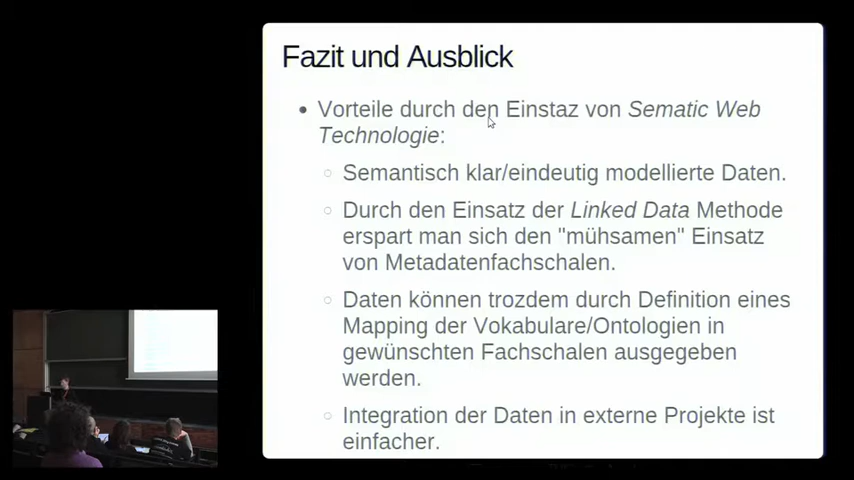 Fazit und Ausblick
Vorteile durch den Einstaz von Sematic Web
Technologie:
Semantisch klar/eindeutig modellierte Daten.
Durch den Einsatz der Linked Data Methode
erspart man sich den "mühsamen" Einsatz
von Metadatenfachschalen.
Daten können trozdem durch Definition eines
Mapping der Vokabulare/Ontologien in
gewünschten Fachschalen ausgegeben
werden.
Integration der Daten in externe Projekte ist
einfacher.